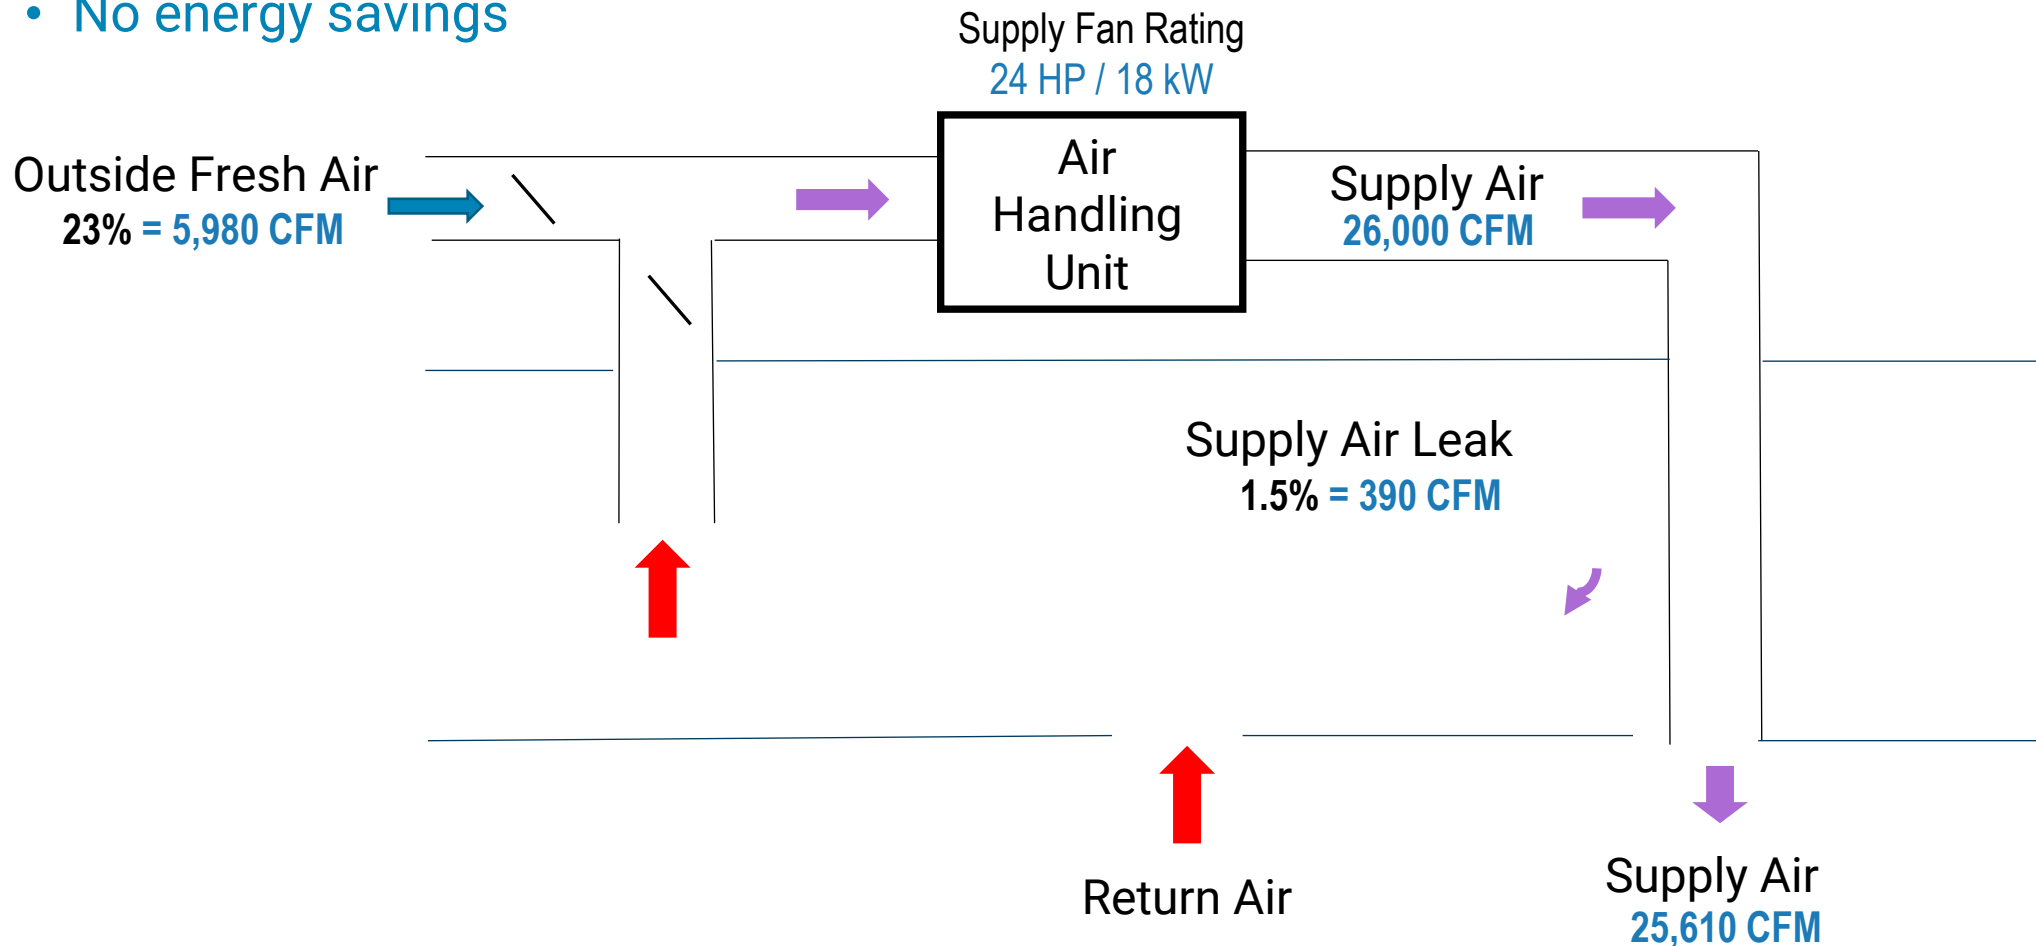 • No energy savings
Supply Fan Rating
24 HP / 18 kW
Outside Fresh Air
23% = 5,980 CFM
Air
Handling
Unit
Supply Air
26,000 CFM
Supply Air Leak
1.5% = 390 CFM
Return Air
Supply Air
25,610 CFM